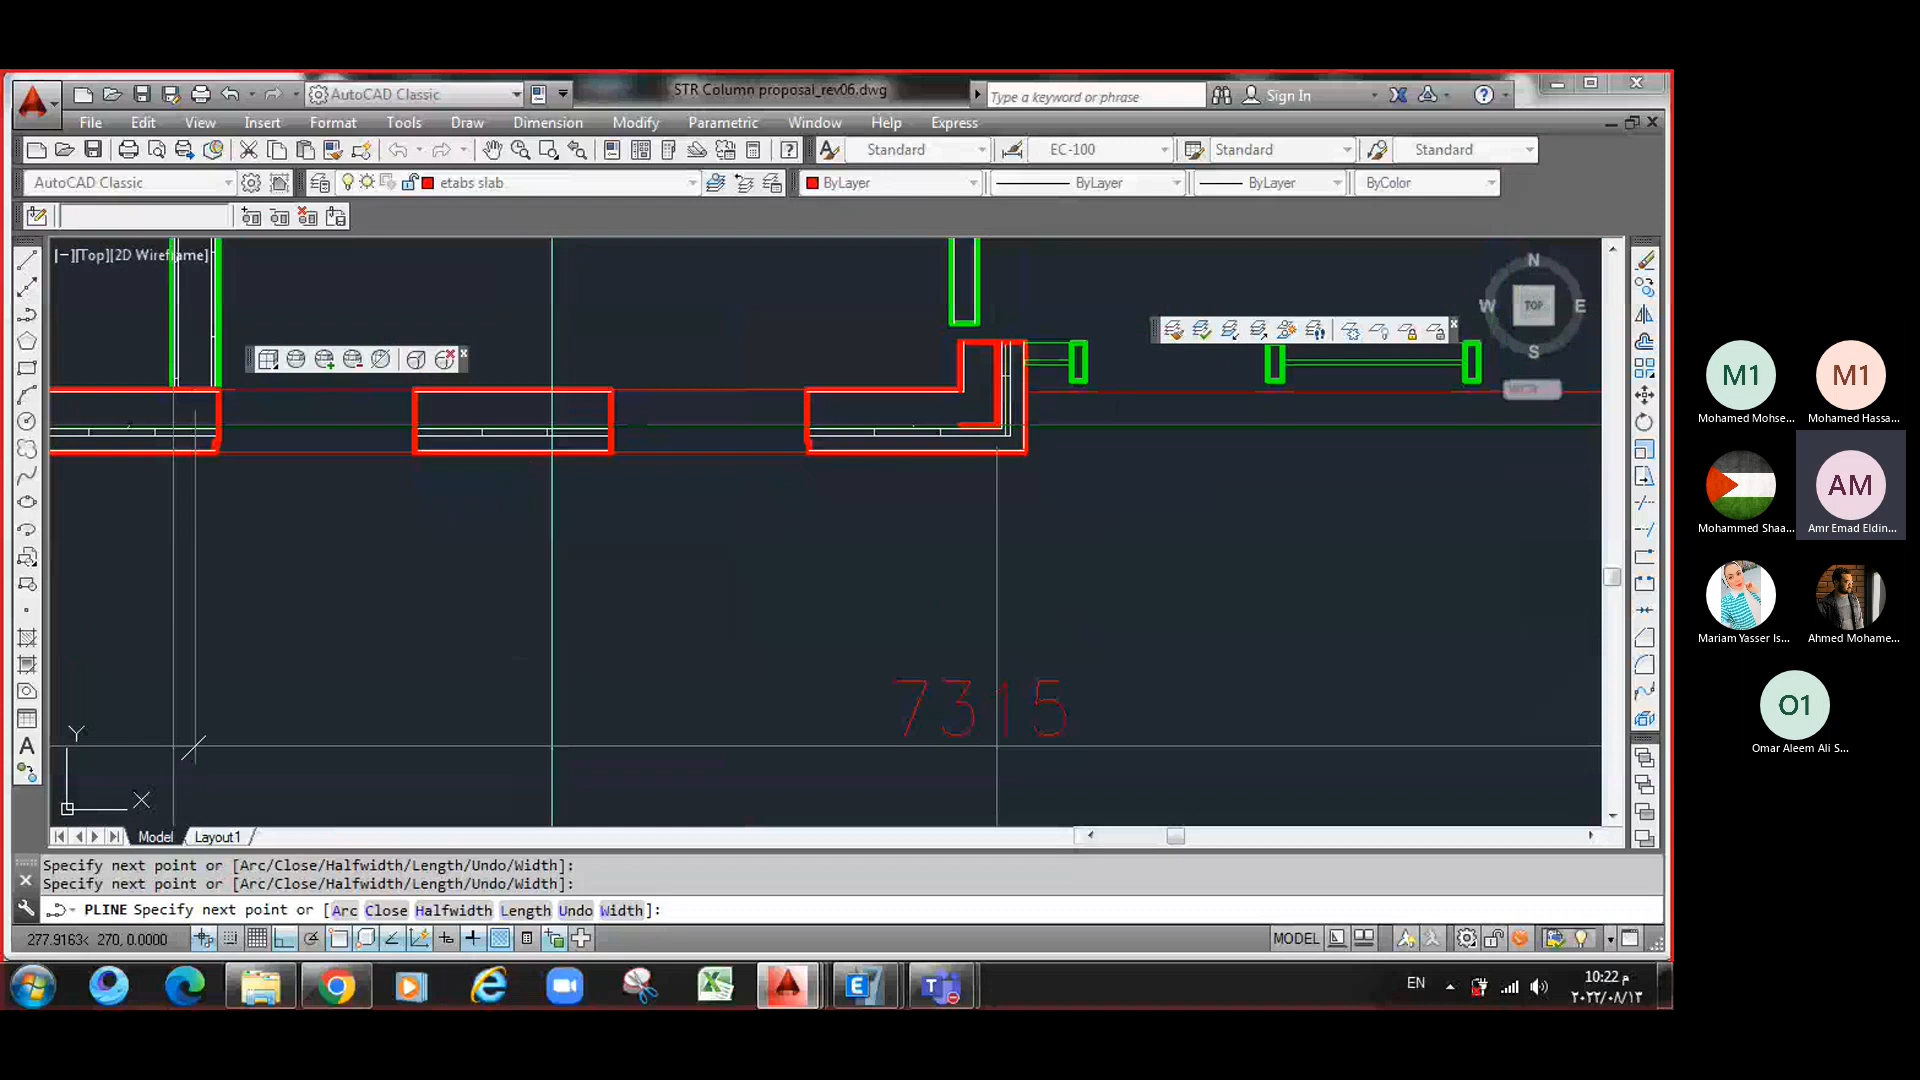 STR Column proposal_rev06.dwg
AutoCAD Classic
Type a keyword or phrase
Sign In
File Edit View Insert Format Tools Draw Dimension Modify Parametric Window Help Express
Standard EC-100 Standard Standard
AutoCAD Classic etabs slab ByLayer ByLayer ByLayer ByColor
[−][Top][2D Wireframe]
N
W TOP E
S
7315
Y
X
Model Layout1
Specify next point or [Arc/Close/Halfwidth/Length/Undo/Width]:
Specify next point or [Arc/Close/Halfwidth/Length/Undo/Width]:
PLINE Specify next point or [Arc Close Halfwidth Length Undo Width]:
277.9163< 270, 0.0000 MODEL
EN
10:22 م
٢٠٢٢/٠٨/١٣
M1 M1
Mohamed Mohse... Mohamed Hassa...
AM
Mohammed Shaa... Amr Emad Eldin...
Mariam Yasser Is... Ahmed Mohame...
O1
Omar Aleem Ali S...